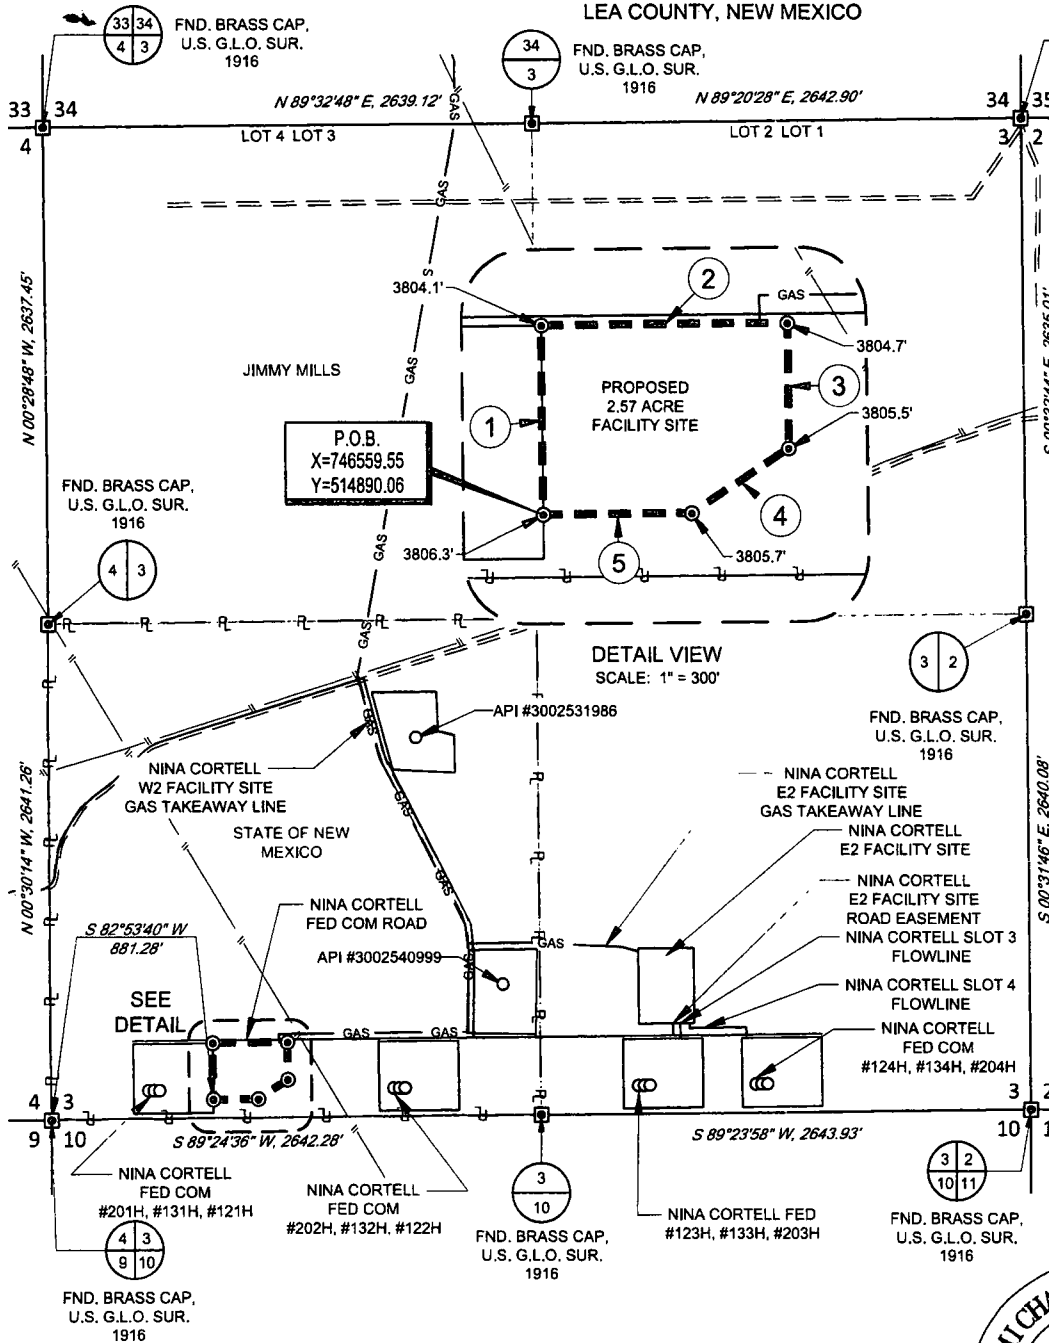 LEA COUNTY, NEW MEXICO
33 34
4 3
FND. BRASS CAP,
U.S. G.L.O. SUR.
1916
34
3
FND. BRASS CAP,
U.S. G.L.O. SUR.
1916
N 89°32'48" E, 2639.12'
N 89°20'28" E, 2642.90'
33 34
4
LOT 4 LOT 3
LOT 2 LOT 1
34 35
3 2
GAS
GAS
GAS
GAS
GAS
GAS
N 00°28'48" W, 2637.45'
3804.1'
2
GAS
3804.7'
JIMMY MILLS
PROPOSED
2.57 ACRE
FACILITY SITE
1
3
3805.5'
P.O.B.
X=746559.55
Y=514890.06
4
3806.3'
5
3805.7'
FND. BRASS CAP,
U.S. G.L.O. SUR.
1916
4 3
DETAIL VIEW
SCALE: 1" = 300'
3 2
FND. BRASS CAP,
U.S. G.L.O. SUR.
1916
API #3002531986
NINA CORTELL
W2 FACILITY SITE
GAS TAKEAWAY LINE
STATE OF NEW
MEXICO
GAS
GAS
GAS
GAS
NINA CORTELL
E2 FACILITY SITE
GAS TAKEAWAY LINE
NINA CORTELL
E2 FACILITY SITE
NINA CORTELL
E2 FACILITY SITE
ROAD EASEMENT
NINA CORTELL SLOT 3
FLOWLINE
NINA CORTELL SLOT 4
FLOWLINE
NINA CORTELL
FED COM
#124H, #134H, #204H
N 00°30'14" W, 2641.26'
S 00°31'46" E, 2640.08'
S 82°53'40" W
881.28'
NINA CORTELL
FED COM ROAD
API #3002540999
GAS
SEE
DETAIL
GAS
GAS
4 3
9 10
S 89°24'36" W, 2642.28'
S 89°23'58" W, 2643.93'
3 2
10 1
NINA CORTELL
FED COM
#201H, #131H, #121H
NINA CORTELL
FED COM
#202H, #132H, #122H
3
10
FND. BRASS CAP,
U.S. G.L.O. SUR.
1916
NINA CORTELL FED
#123H, #133H, #203H
3 2
10 11
FND. BRASS CAP,
U.S. G.L.O. SUR.
1916
4 3
9 10
FND. BRASS CAP,
U.S. G.L.O. SUR.
1916